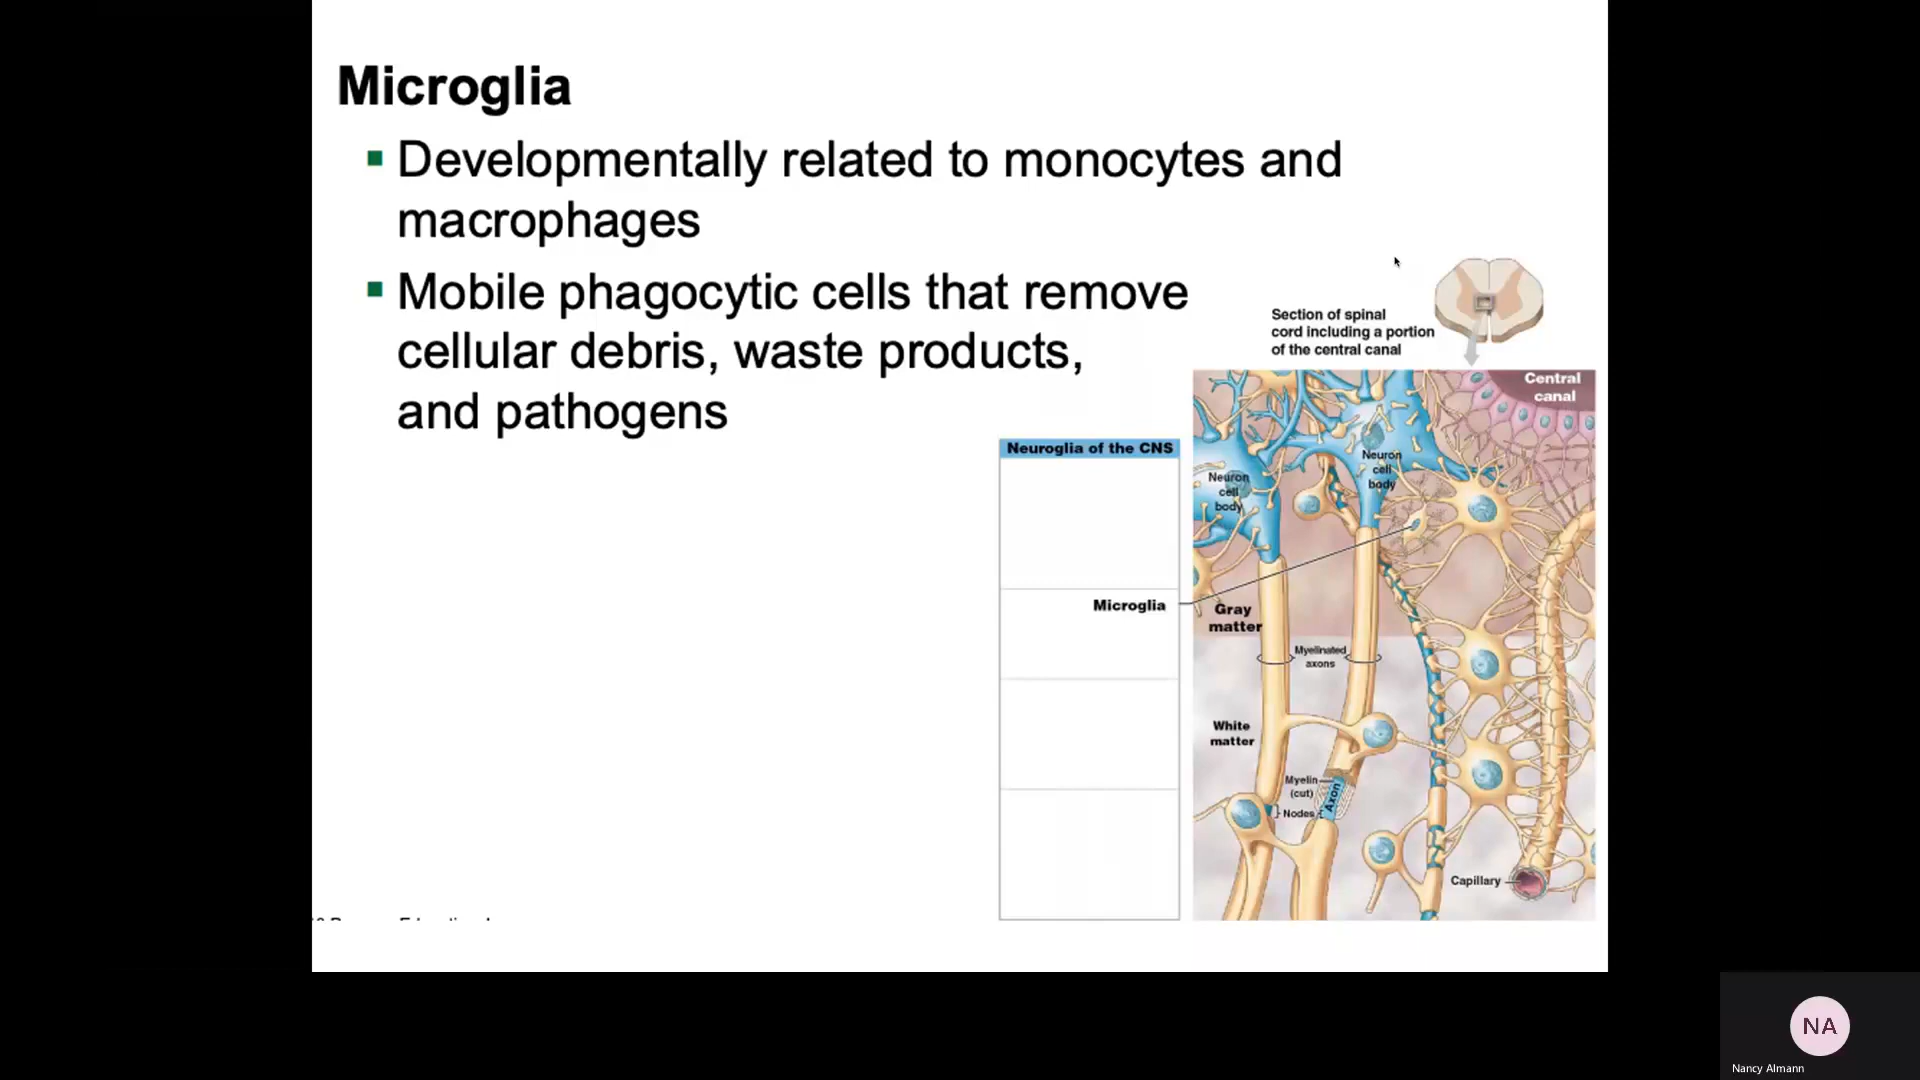 Microglia
Developmentally related to monocytes and
macrophages
Mobile phagocytic cells that remove
cellular debris, waste products,
and pathogens
Section of spinal
cord including a portion
of the central canal
Central
canal
Neuroglia of the CNS
Neuron
cell
body
Neuron
cell
body
Microglia
Gray
matter
Myelinated
axons
White
matter
Myelin
(cut)
Axon
Nodes
Capillary
NA
Nancy Almann